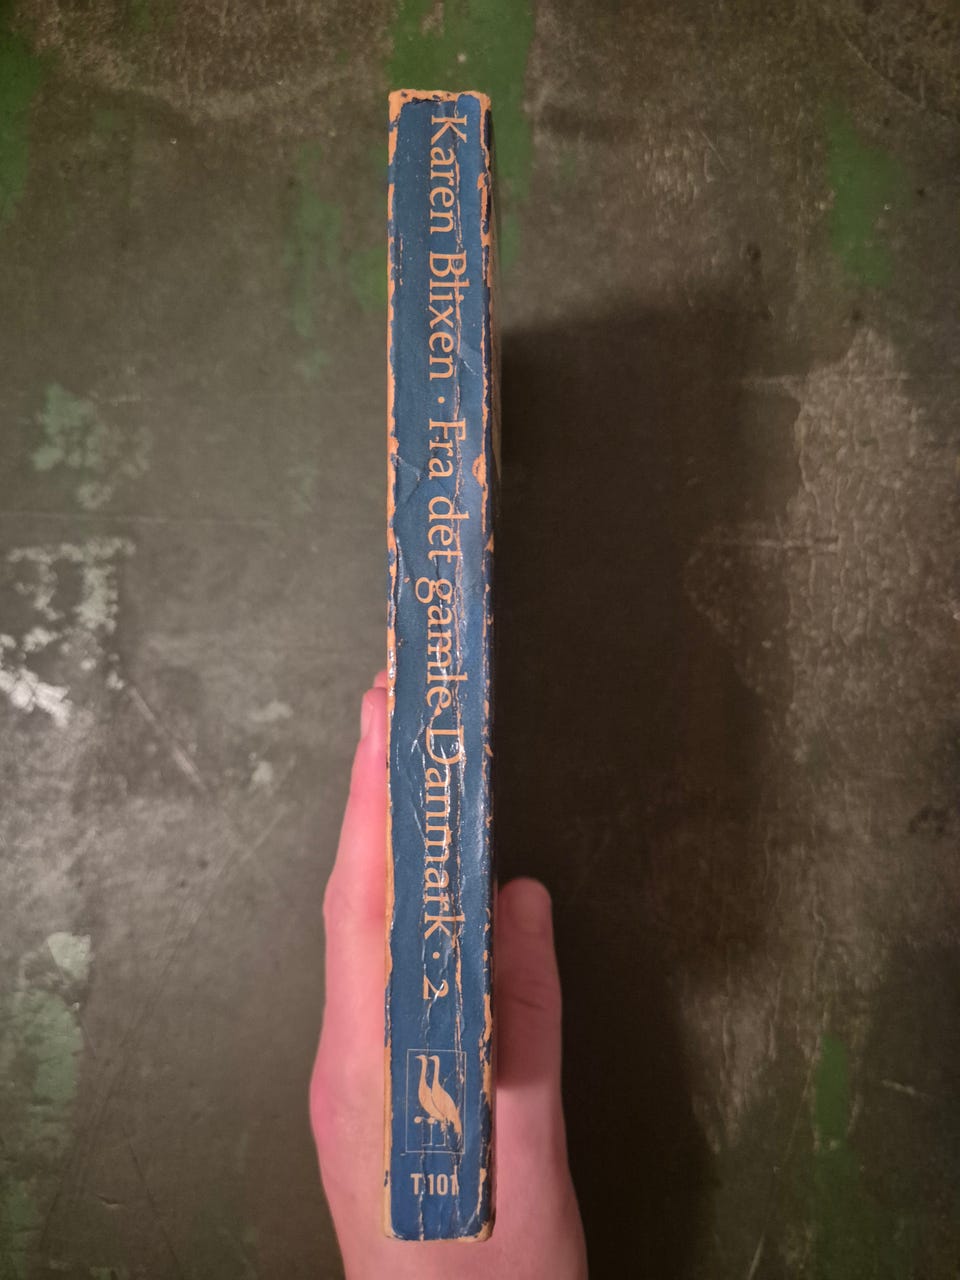 Karen Blixen · Fra det gamle Danmark · 2
T 101